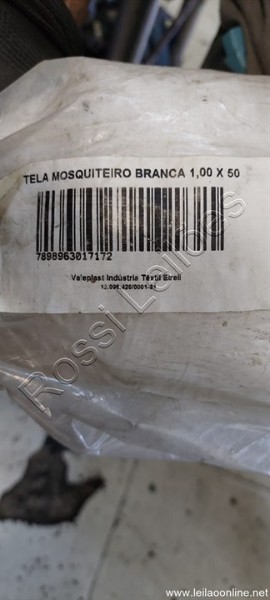 TELA MOSQUITEIRO BRANCA 1,00 X 50
7898963017172
Valeplast Indústria Têxtil Eireli
Rossi Leilões
www.leilaoonline.net